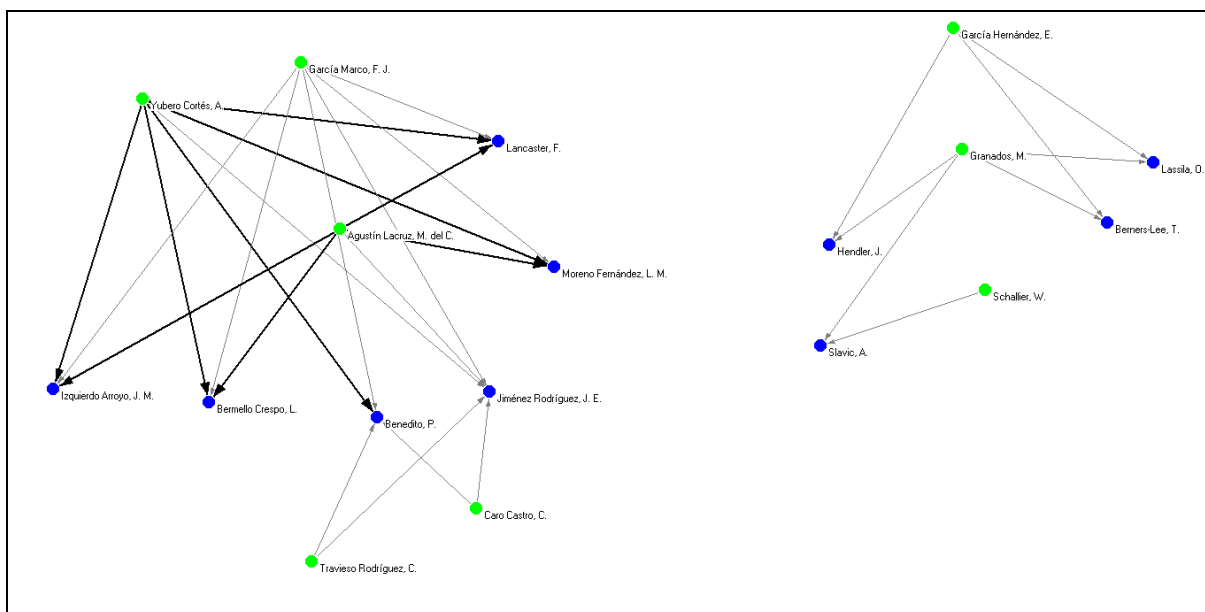 García Hernández, E.
García Marco, F. J.
Yubero Cortés, A.
Lancaster, F.
Granados, M.
Lassila, O.
Berners-Lee, T.
Agustín Lacruz, M. del C.
Hendler, J.
Moreno Fernández, L. M.
Schallier, W.
Slavic, A.
Izquierdo Arroyo, J. M.
Jiménez Rodríguez, J. E.
Bermello Crespo, L.
Benedito, P.
Caro Castro, C.
Travieso Rodríguez, C.